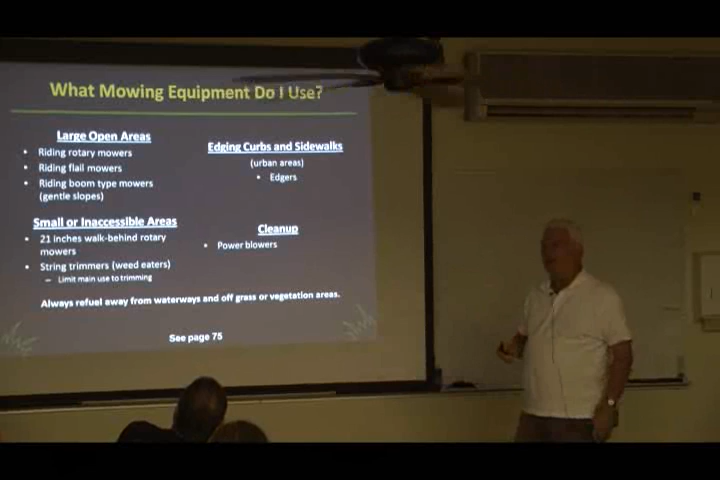 What Mowing Equipment Do I Use?
Large Open Areas
• Riding rotary mowers
• Riding flail mowers
• Riding boom type mowers
(gentle slopes)
Small or Inaccessible Areas
• 21 inches walk-behind rotary
mowers
• String trimmers (weed eaters)
– Limit main use to trimming
Edging Curbs and Sidewalks
(urban areas)
• Edgers
Cleanup
• Power blowers
Always refuel away from waterways and off grass or vegetation areas.
See page 75